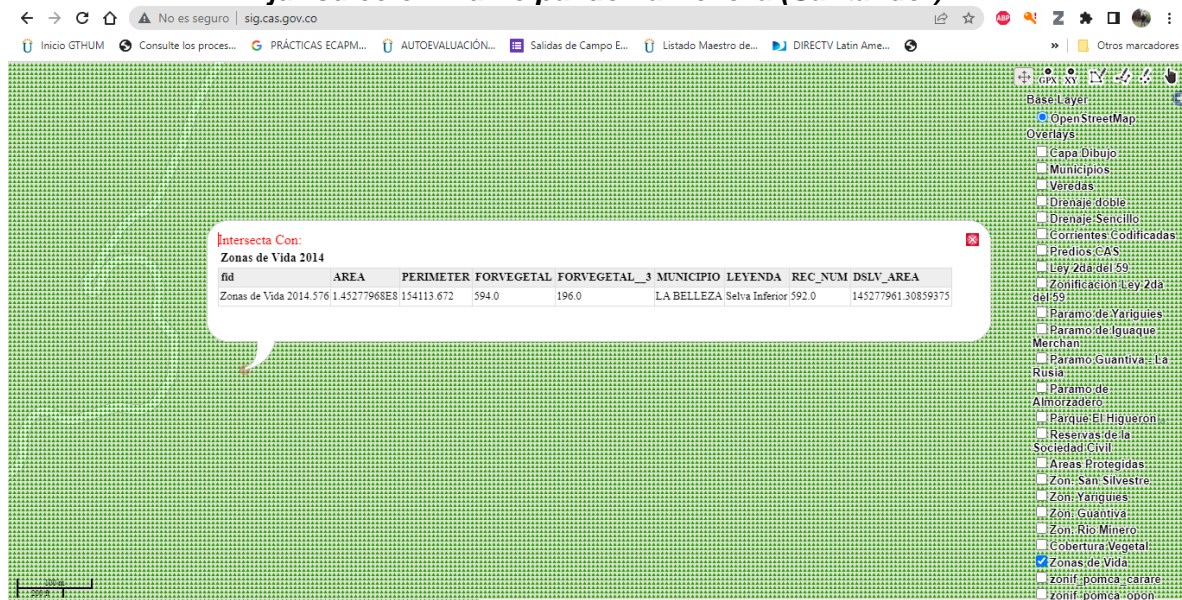 No es seguro | sig.cas.gov.co
Inicio GTHUM Consulte los proces... PRÁCTICAS ECAPM... AUTOEVALUACIÓN... Salidas de Campo E... Listado Maestro de... DIRECTV Latin Ame... » Otros marcadores
GPX XY
Base Layer
OpenStreetMap
Overlays
Capa Dibujo
Municipios
Veredas
Drenaje doble
Drenaje Sencillo
Corrientes Codificadas
Predios CAS
Ley 2da del 59
Zonificacion Ley 2da
del 59
Paramo de Yariguies
Paramo de Iguaque
Merchan
Paramo Guantiva - La
Rusia
Paramo de
Almorzadero
Parque El Higueron
Reservas de la
Sociedad Civil
Areas Protegidas
Zon. San Silvestre
Zon. Yariguies
Zon. Guantiva
Zon. Rio Minero
Cobertura Vegetal
Zonas de Vida
zonif_pomca_carare
zonif_pomca_opon
Intersecta Con:
Zonas de Vida 2014
fid AREA PERIMETER FORVEGETAL FORVEGETAL__3 MUNICIPIO LEYENDA REC_NUM DSLV_AREA
Zonas de Vida 2014.576 1.45277968E8 154113.672 594.0 196.0 LA BELLEZA Selva Inferior 592.0 145277961.30859375
100 m
200 ft